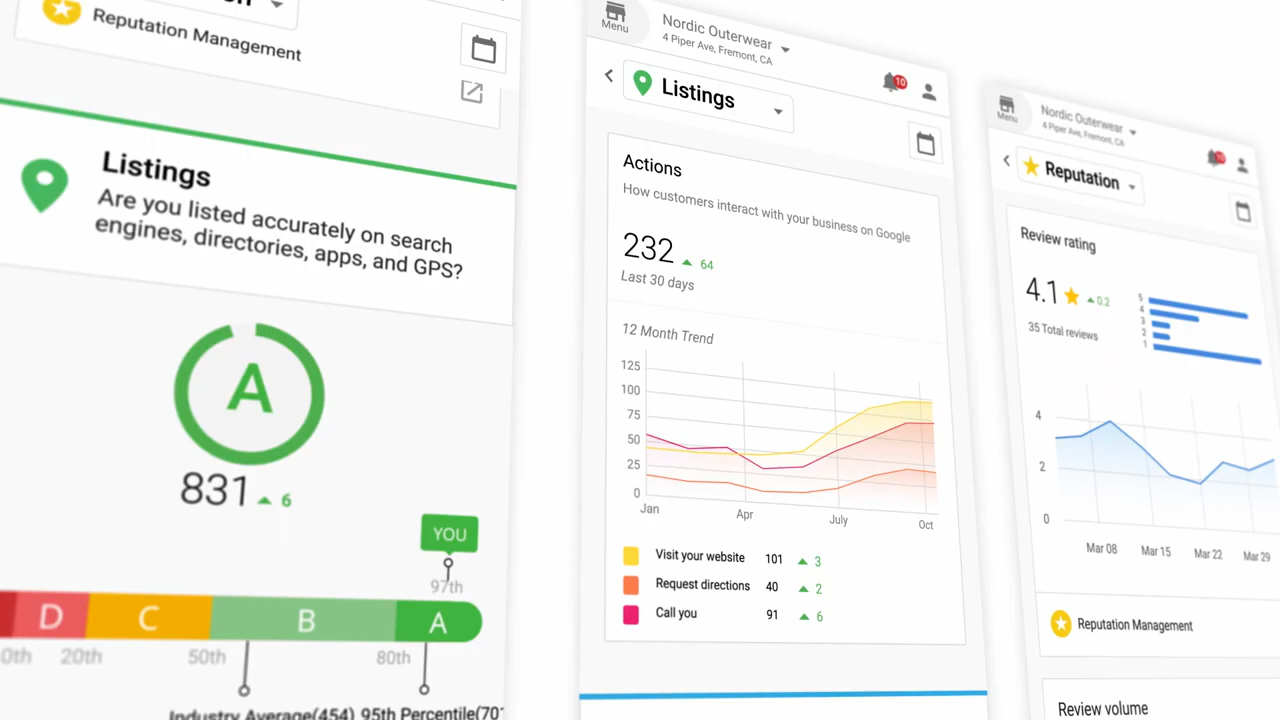 Reputation Management
Listings
Are you listed accurately on search
engines, directories, apps, and GPS?
A
831 6
YOU
97th
D C B A
20th 50th 80th
Industry Average(454) 95th Percentile(70
Menu
Nordic Outerwear
4 Piper Ave, Fremont, CA
10
Listings
Actions
How customers interact with your business on Google
232 64
Last 30 days
12 Month Trend
125
100
75
50
25
0
Jan Apr July Oct
Visit your website 101 3
Request directions 40 2
Call you 91 6
Menu
Nordic Outerwear
4 Piper Ave, Fremont, CA
10
Reputation
Review rating
4.1 0.2
35 Total reviews
5
4
3
2
1
4
2
0
Mar 08 Mar 15 Mar 22 Mar 29
Reputation Management
Review volume